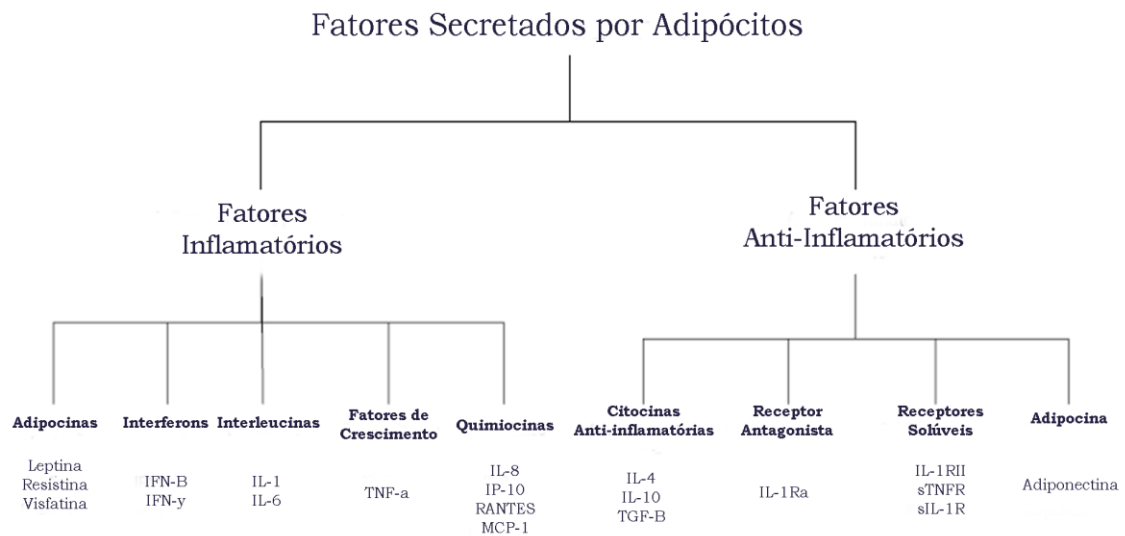 Fatores Secretados por Adipócitos
Fatores
Inflamatórios
Fatores
Anti-Inflamatórios
Adipocinas
Leptina
Resistina
Visfatina
Interferons
IFN-B
IFN-y
Interleucinas
IL-1
IL-6
Fatores de
Crescimento
TNF-a
Quimiocinas
IL-8
IP-10
RANTES
MCP-1
Citocinas
Anti-inflamatórias
IL-4
IL-10
TGF-B
Receptor
Antagonista
IL-1Ra
Receptores
Solúveis
IL-1RII
sTNFR
sIL-1R
Adipocina
Adiponectina